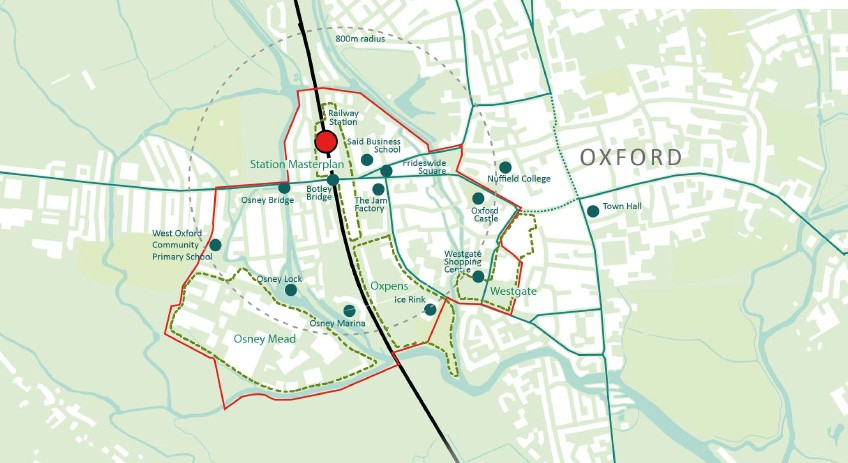 800m radius
Railway
Station
Said Business
School
Station Masterplan
Frideswide
Square
OXFORD
Nuffield College
Botley
Bridge
Osney Bridge
The Jam
Factory
Oxford
Castle
Town Hall
West Oxford
Community
Primary School
Westgate
Shopping
Centre
Osney Lock
Oxpens
Westgate
Ice Rink
Osney Marina
Osney Mead